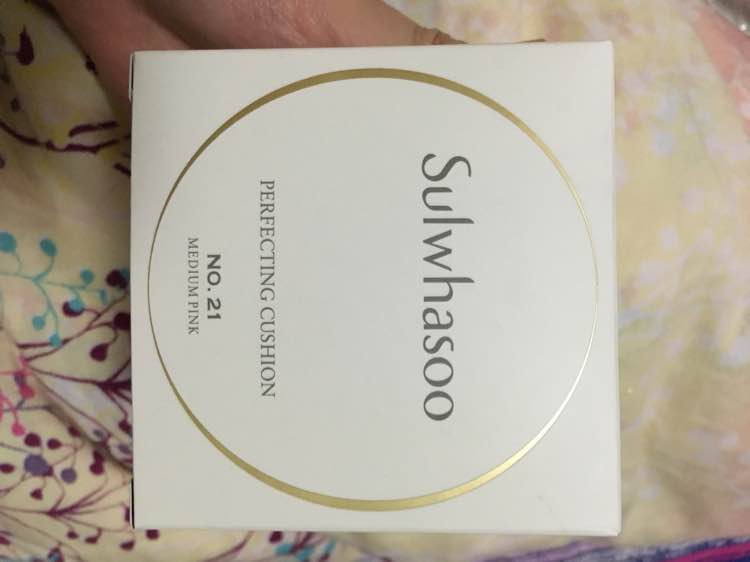 Sulwhasoo
PERFECTING CUSHION
NO. 21
MEDIUM PINK